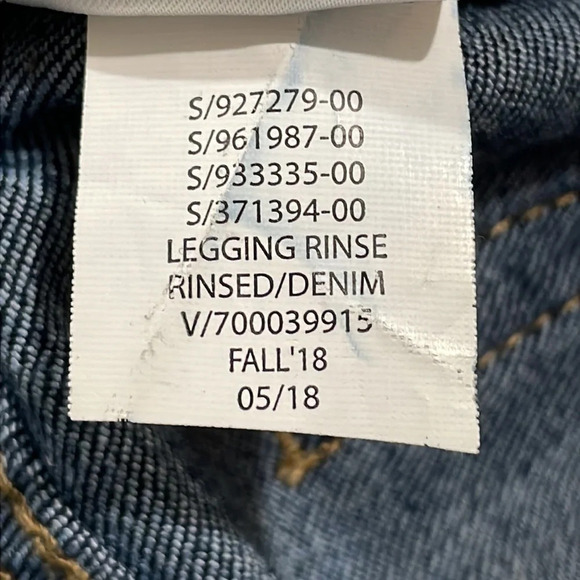 S/927279-00
S/961987-00
S/933335-00
S/371394-00
LEGGING RINSE
RINSED/DENIM
V/700039915
FALL'18
05/18